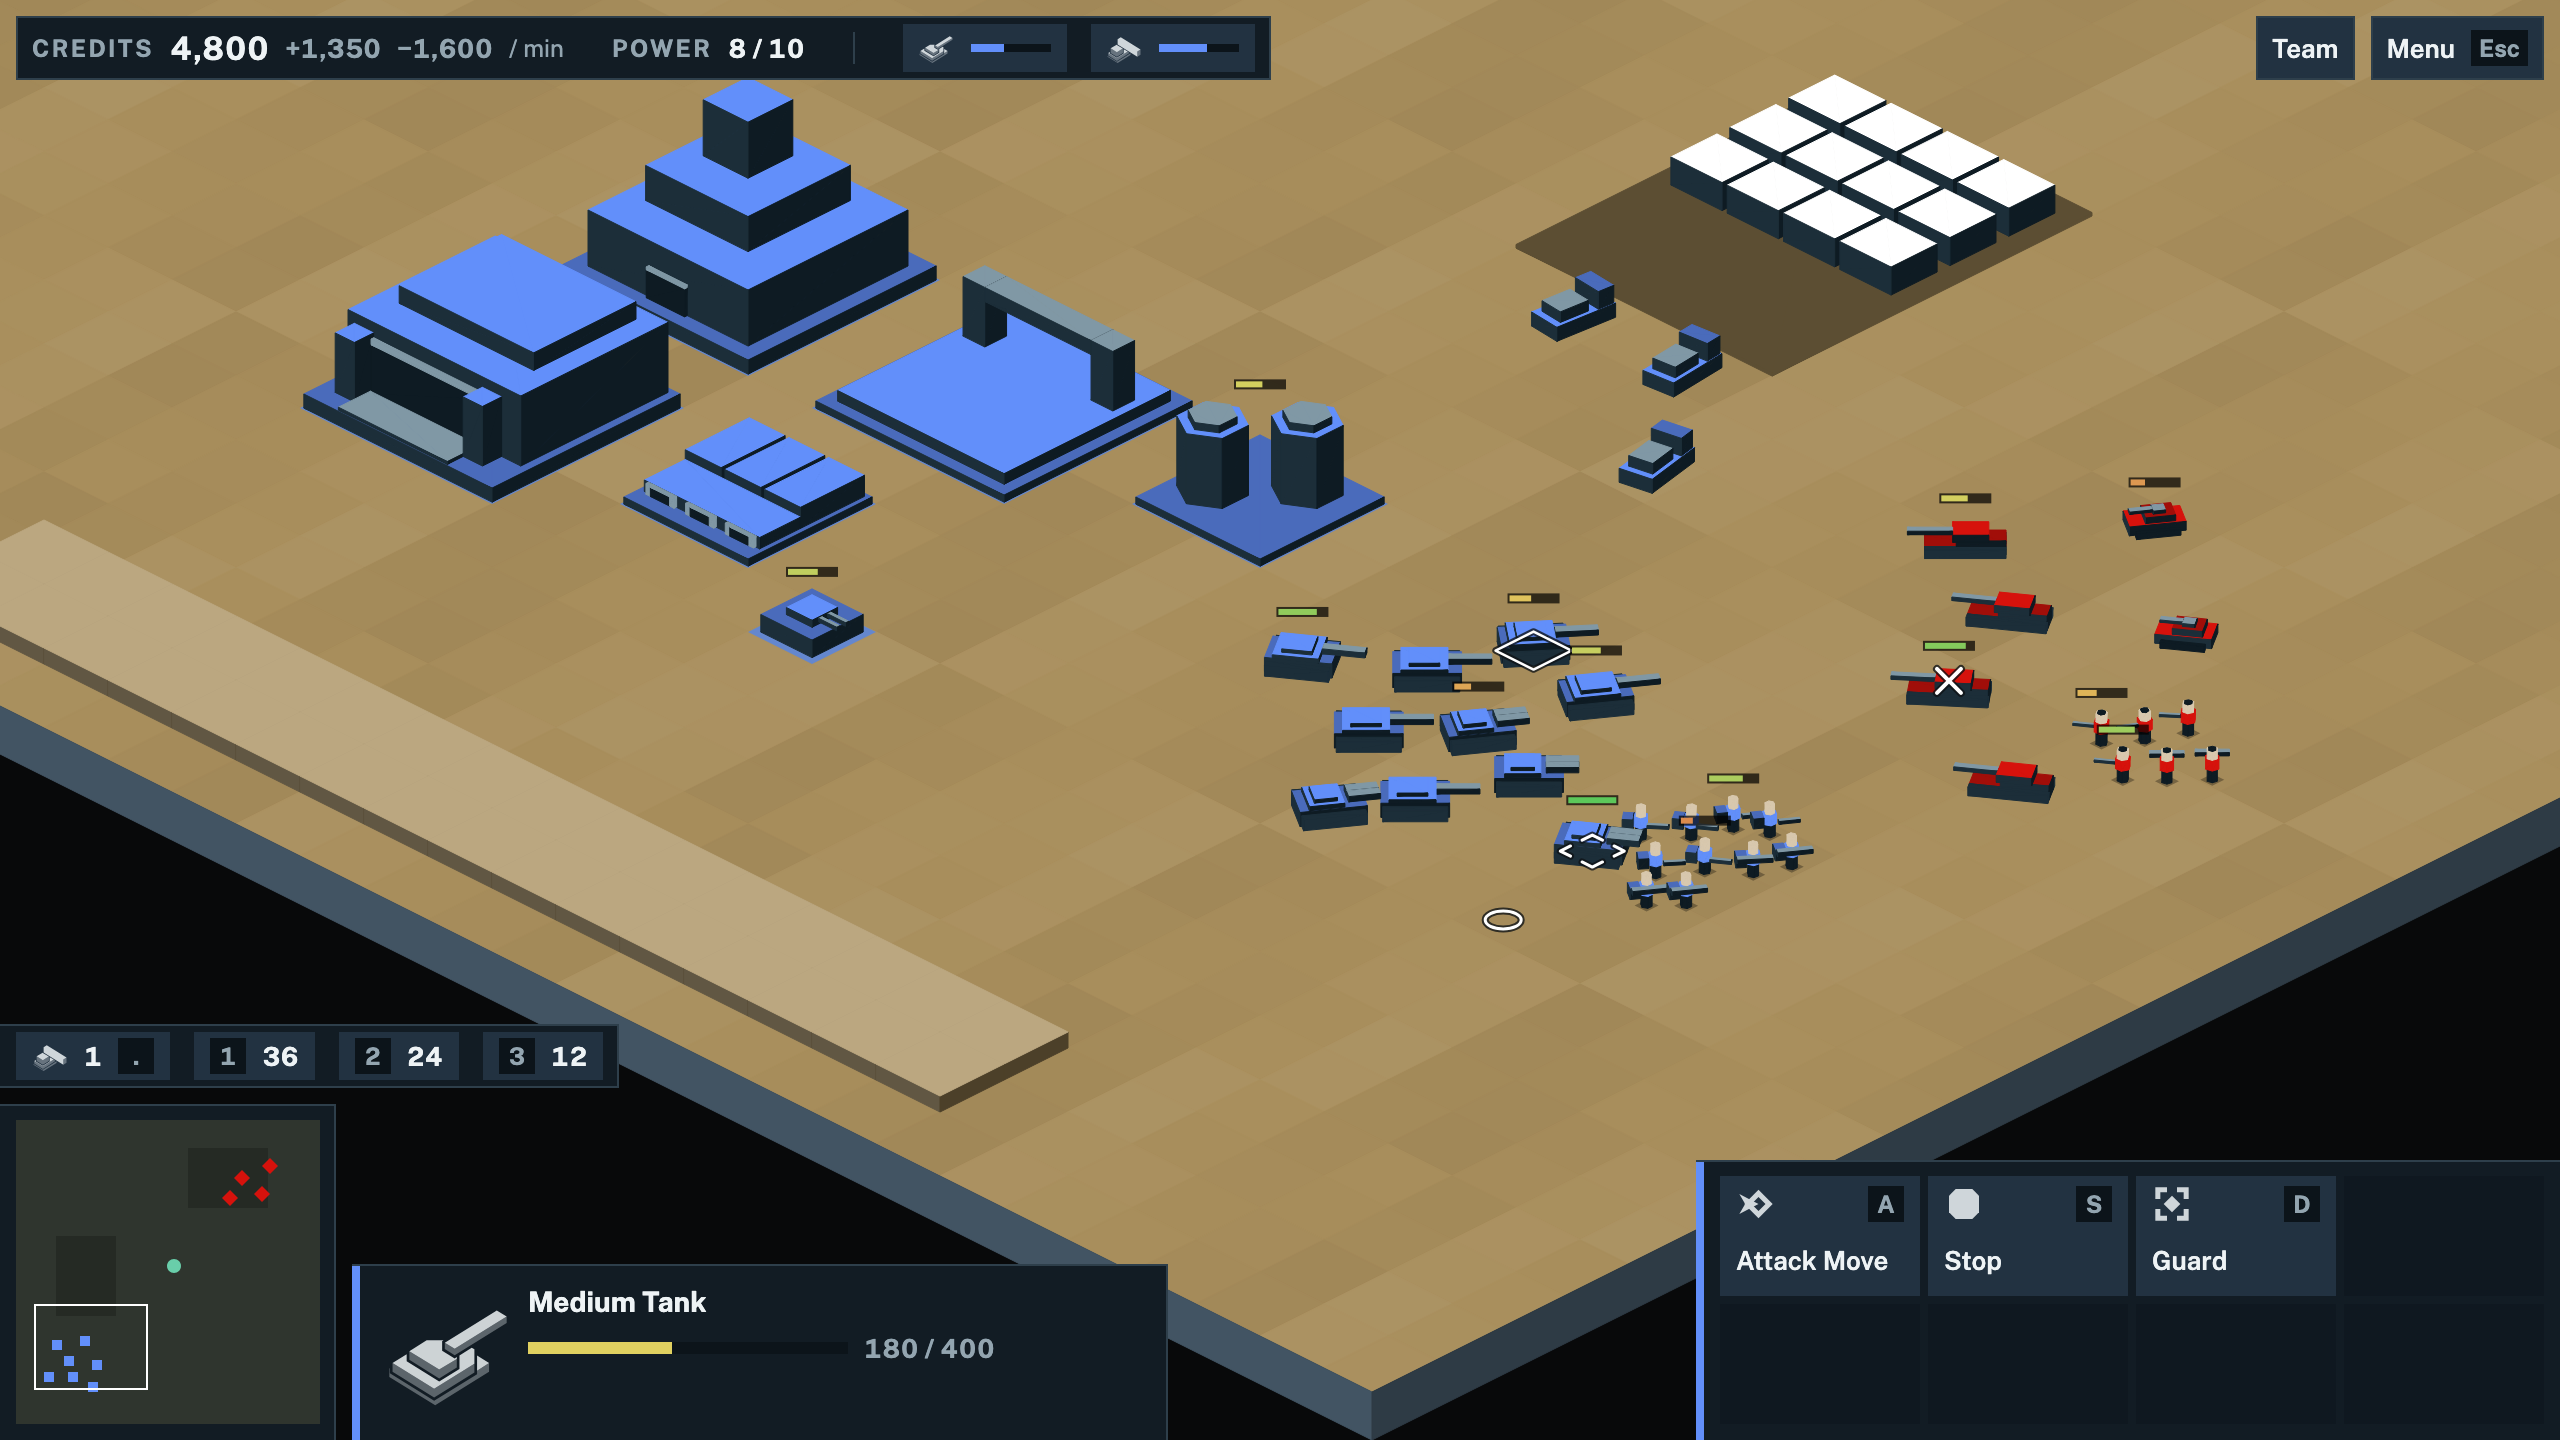 CREDITS 4,800 +1,350 −1,600 / min POWER 8 / 10
Team
Menu Esc
1 .
1 36
2 24
3 12
Medium Tank
180 / 400
A
Attack Move
S
Stop
D
Guard